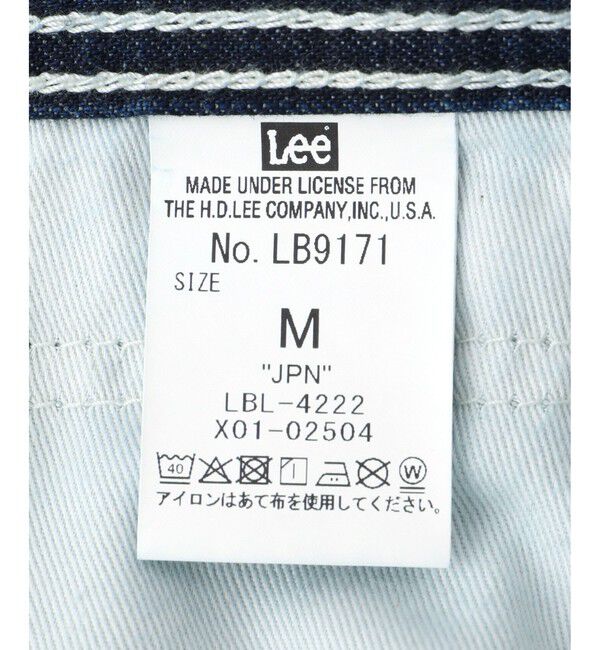 Lee
MADE UNDER LICENSE FROM
THE H.D.LEE COMPANY,INC.,U.S.A.
No. LB9171
SIZE
M
"JPN"
LBL-4222
X01-02504
40 W
アイロンはあて布を使用してください。